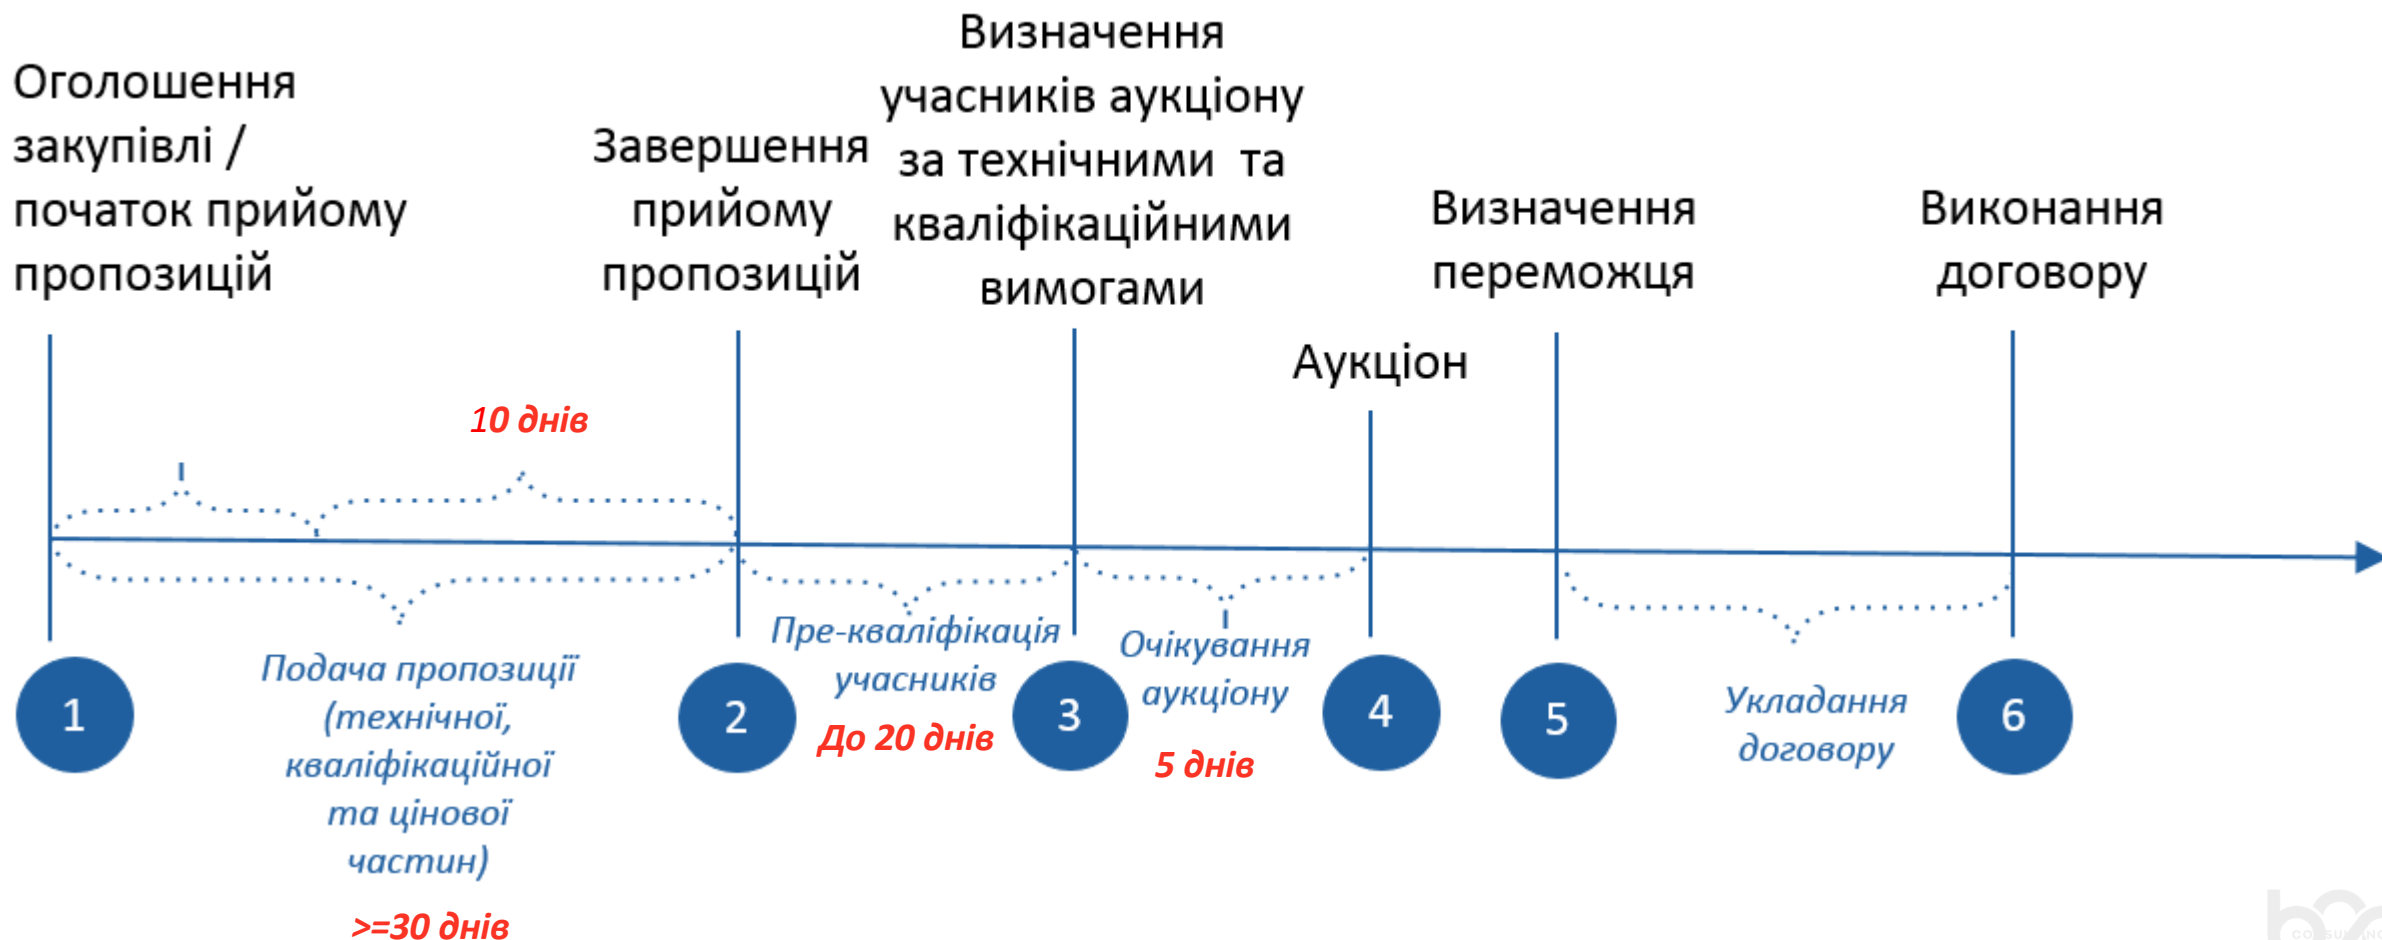 Оголошення
закупівлі /
початок прийому
пропозицій
Завершення
прийому
пропозицій
Визначення
учасників аукціону
за технічними та
кваліфікаційними
вимогами
Аукціон
Визначення
переможця
Виконання
договору
10 днів
Подача пропозиції
(технічної,
кваліфікаційної
та цінової
частин)
>=30 днів
Пре-кваліфікація
учасників
До 20 днів
Очікування
аукціону
5 днів
Укладання
договору
1
2
3
4
5
6